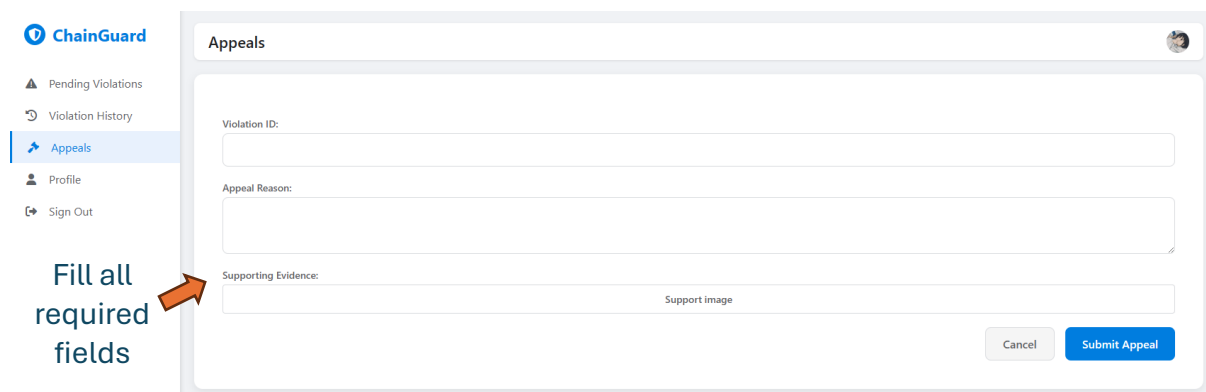 ChainGuard
Pending Violations
Violation History
Appeals
Profile
Sign Out
Fill all
required
fields
Appeals
Violation ID:
Appeal Reason:
Supporting Evidence:
Support image
Cancel
Submit Appeal